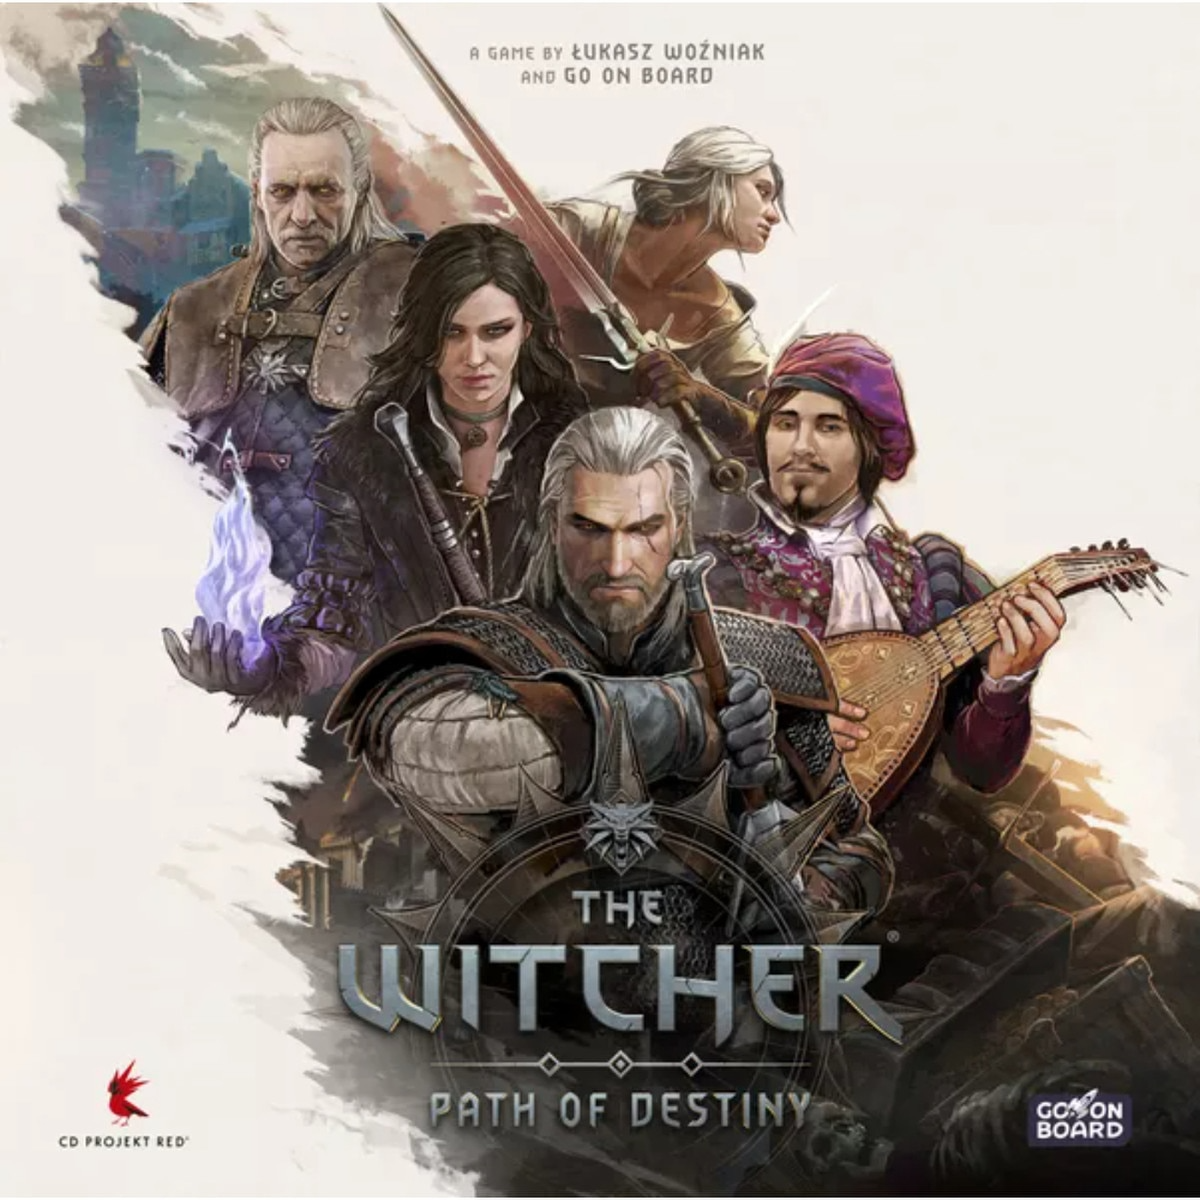 A GAME BY ŁUKASZ WOŹNIAK
AND GO ON BOARD
THE
WITCHER®
PATH OF DESTINY
CD PROJEKT RED®
GO ON
BOARD